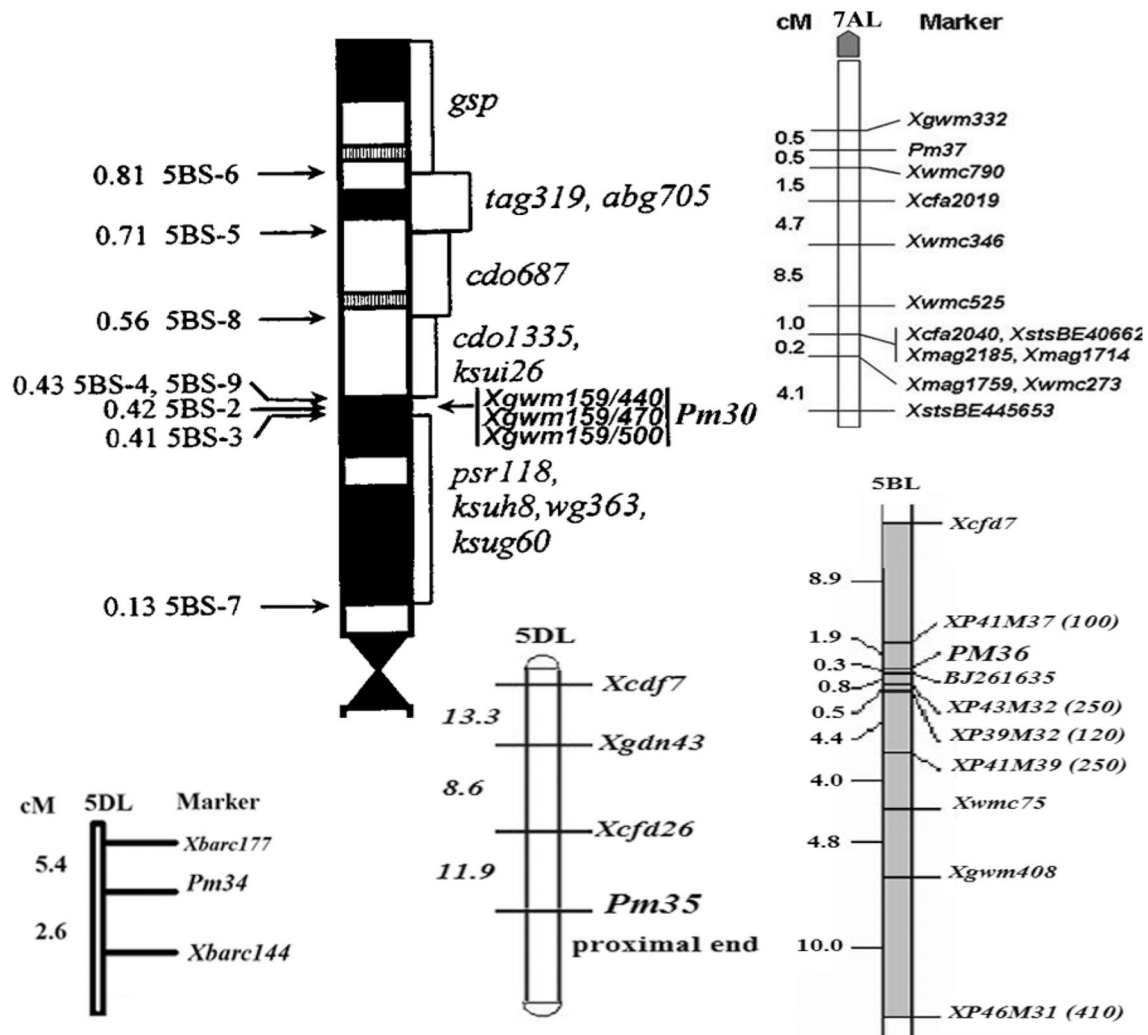 gsp
0.81 5BS-6
tag319, abg705
0.71 5BS-5
cdo687
0.56 5BS-8
cdo1335,
ksui26
0.43 5BS-4, 5BS-9
0.42 5BS-2
0.41 5BS-3
Xgwm159/440
Xgwm159/470
Xgwm159/500
Pm30
psr118,
ksuh8,wg363,
ksug60
0.13 5BS-7
cM 7AL Marker
Xgwm332
0.5
Pm37
0.5
Xwmc790
1.5
Xcfa2019
4.7
Xwmc346
8.5
Xwmc525
1.0
Xcfa2040, XstsBE40662
Xmag2185, Xmag1714
0.2
Xmag1759, Xwmc273
4.1
XstsBE445653
5BL
Xcfd7
8.9
XP41M37 (100)
1.9
PM36
0.3
BJ261635
0.8
XP43M32 (250)
0.5
XP39M32 (120)
4.4
XP41M39 (250)
4.0
Xwmc75
4.8
Xgwm408
10.0
XP46M31 (410)
5DL
Xcdf7
13.3
Xgdn43
8.6
Xcfd26
11.9
Pm35
proximal end
cM 5DL Marker
Xbarc177
5.4
Pm34
2.6
Xbarc144